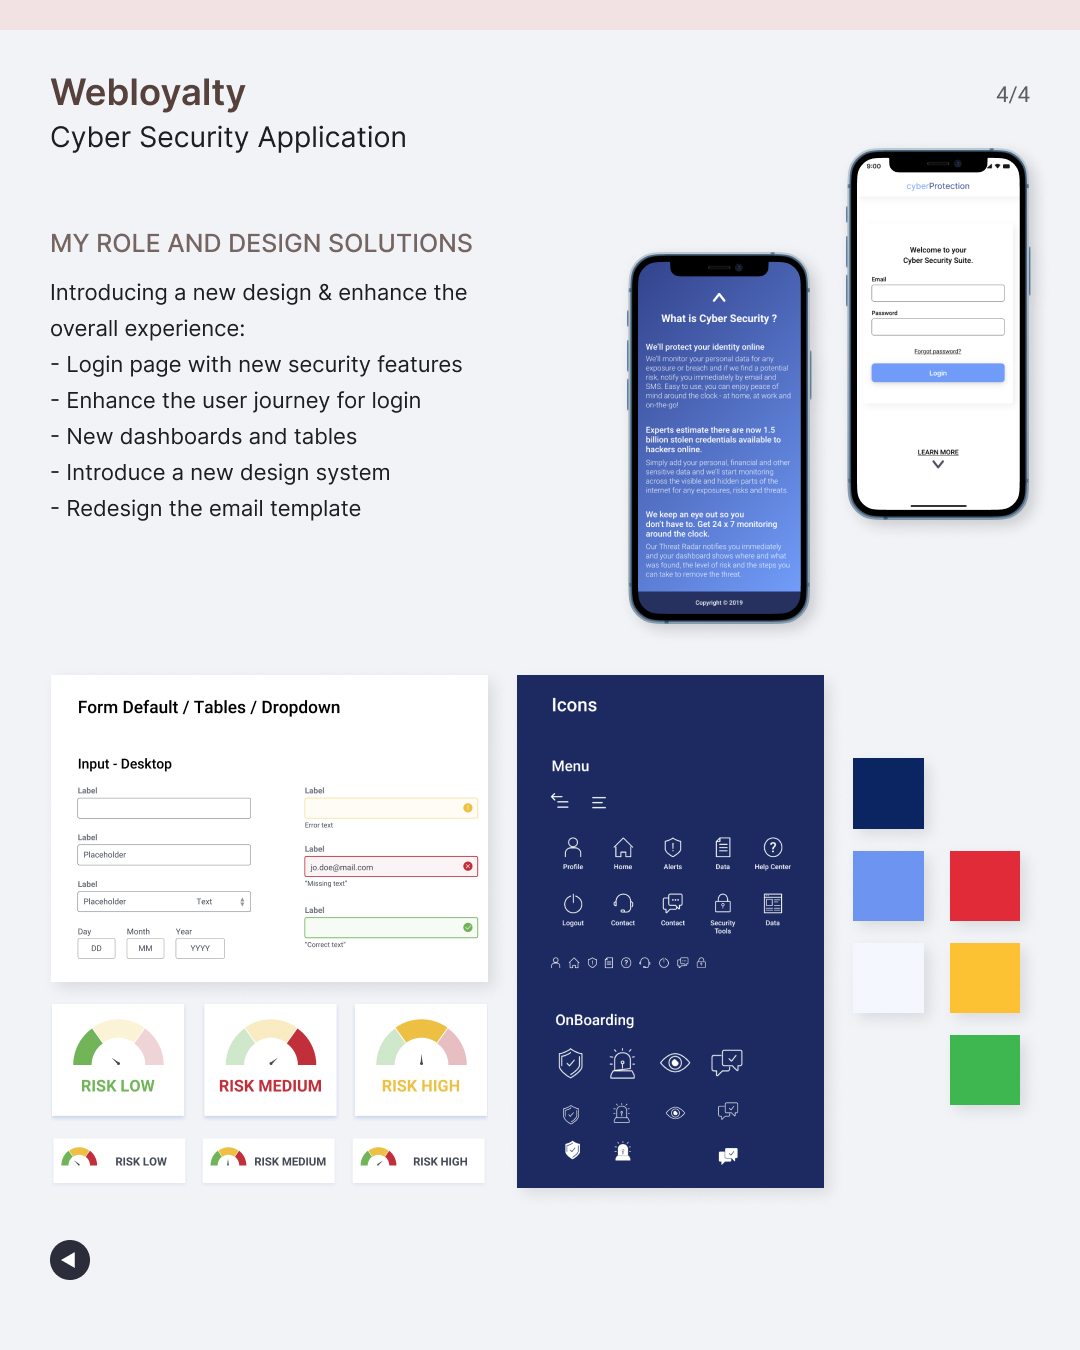 Webloyalty
4/4
Cyber Security Application
MY ROLE AND DESIGN SOLUTIONS
Introducing a new design & enhance the
overall experience:
- Login page with new security features
- Enhance the user journey for login
- New dashboards and tables
- Introduce a new design system
- Redesign the email template
What is Cyber Security ?
We'll protect your identity online
We'll monitor your personal data for any
exposure or breach and if we find a potential
risk, notify you immediately by email and
SMS. Easy to use, you can enjoy peace of
mind around the clock - at home, at work and
on-the-go!
Experts estimate there are now 1.5
billion stolen credentials available to
hackers online.
Simply add your personal, financial and other
sensitive data and we'll start monitoring
across the visible and hidden parts of the
internet for any exposures, risks and threats.
We keep an eye out so you
don't have to. Get 24 x 7 monitoring
around the clock.
Our Threat Radar notifies you immediately
and your dashboard shows where and what
was found, the level of risk and the steps you
can take to remove the threat.
Copyright © 2019
9:00
cyberProtection
Welcome to your
Cyber Security Suite.
Email
Password
Forgot password?
Login
LEARN MORE
Form Default / Tables / Dropdown
Input - Desktop
Label
Label
Placeholder
Label
Placeholder Text
Day Month Year
DD MM YYYY
Label
Error text
Label
jo.doe@mail.com
"Missing text"
Label
"Correct text"
RISK LOW
RISK MEDIUM
RISK HIGH
RISK LOW
RISK MEDIUM
RISK HIGH
Icons
Menu
Profile Home Alerts Data Help Center
Logout Contact Contact Security Tools Data
OnBoarding